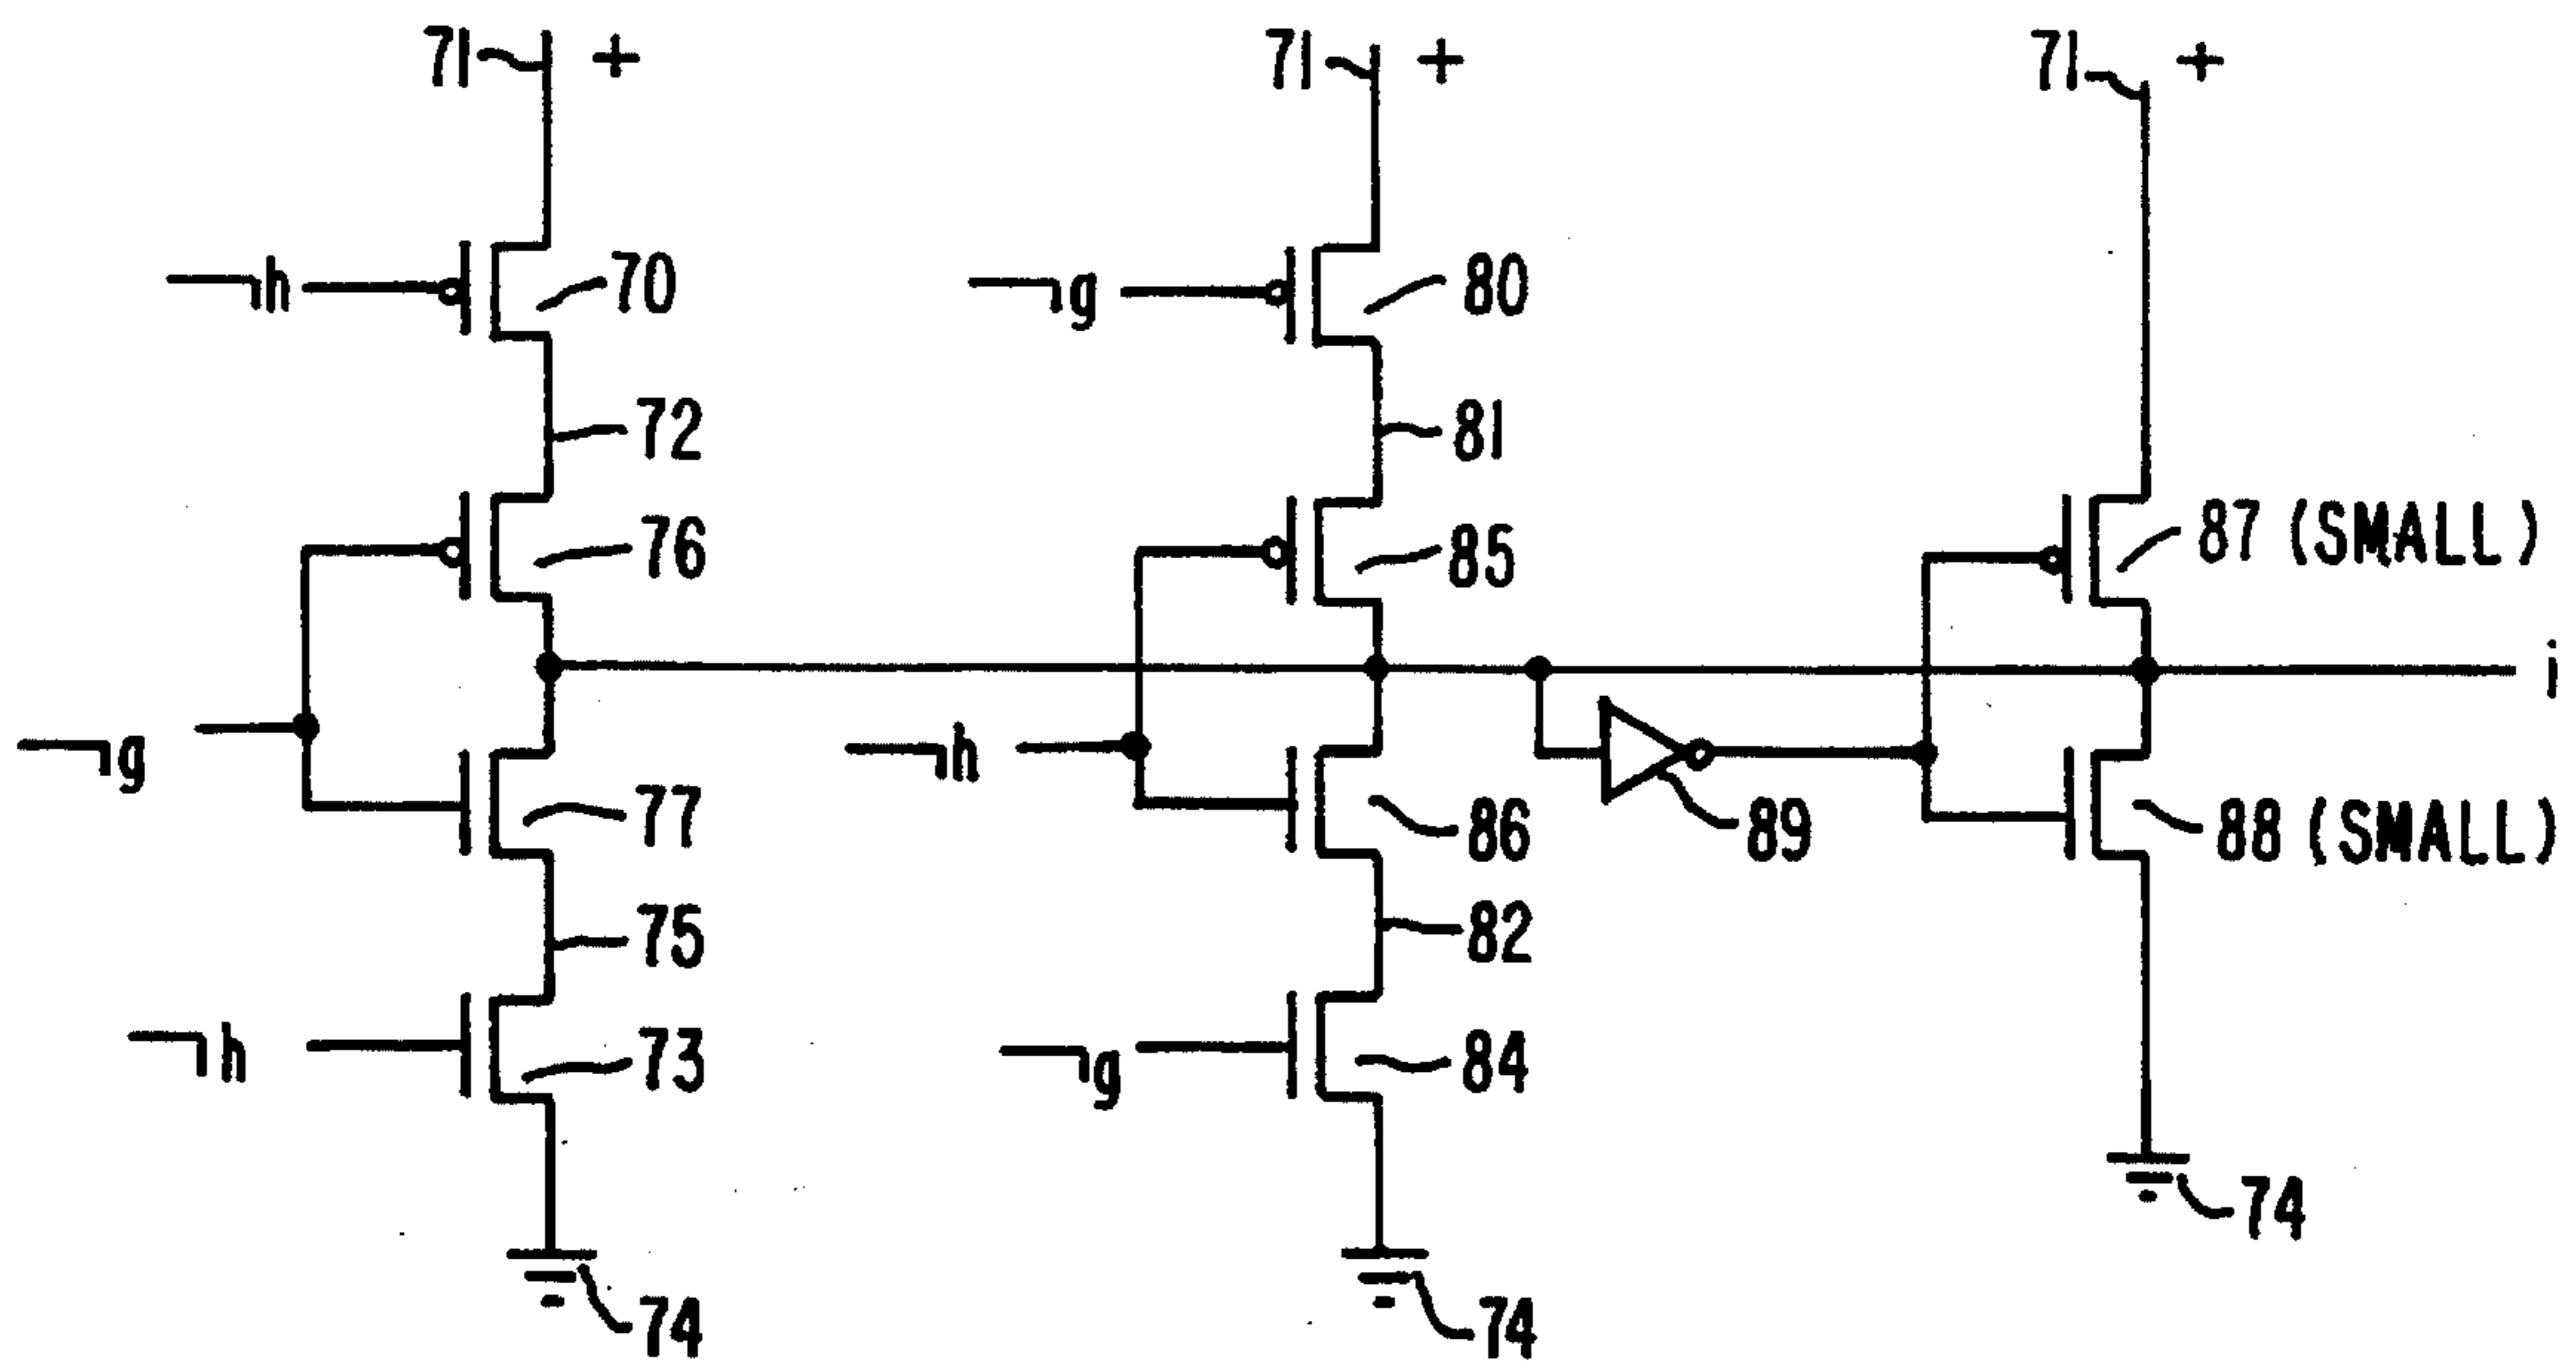 71 + 71 + 71 +
¬h 70 ¬g 80
72 81
76 85 87 (SMALL)
i
¬g 77 ¬h 86 89 88 (SMALL)
75 82
¬h 73 ¬g 84
74
74 74